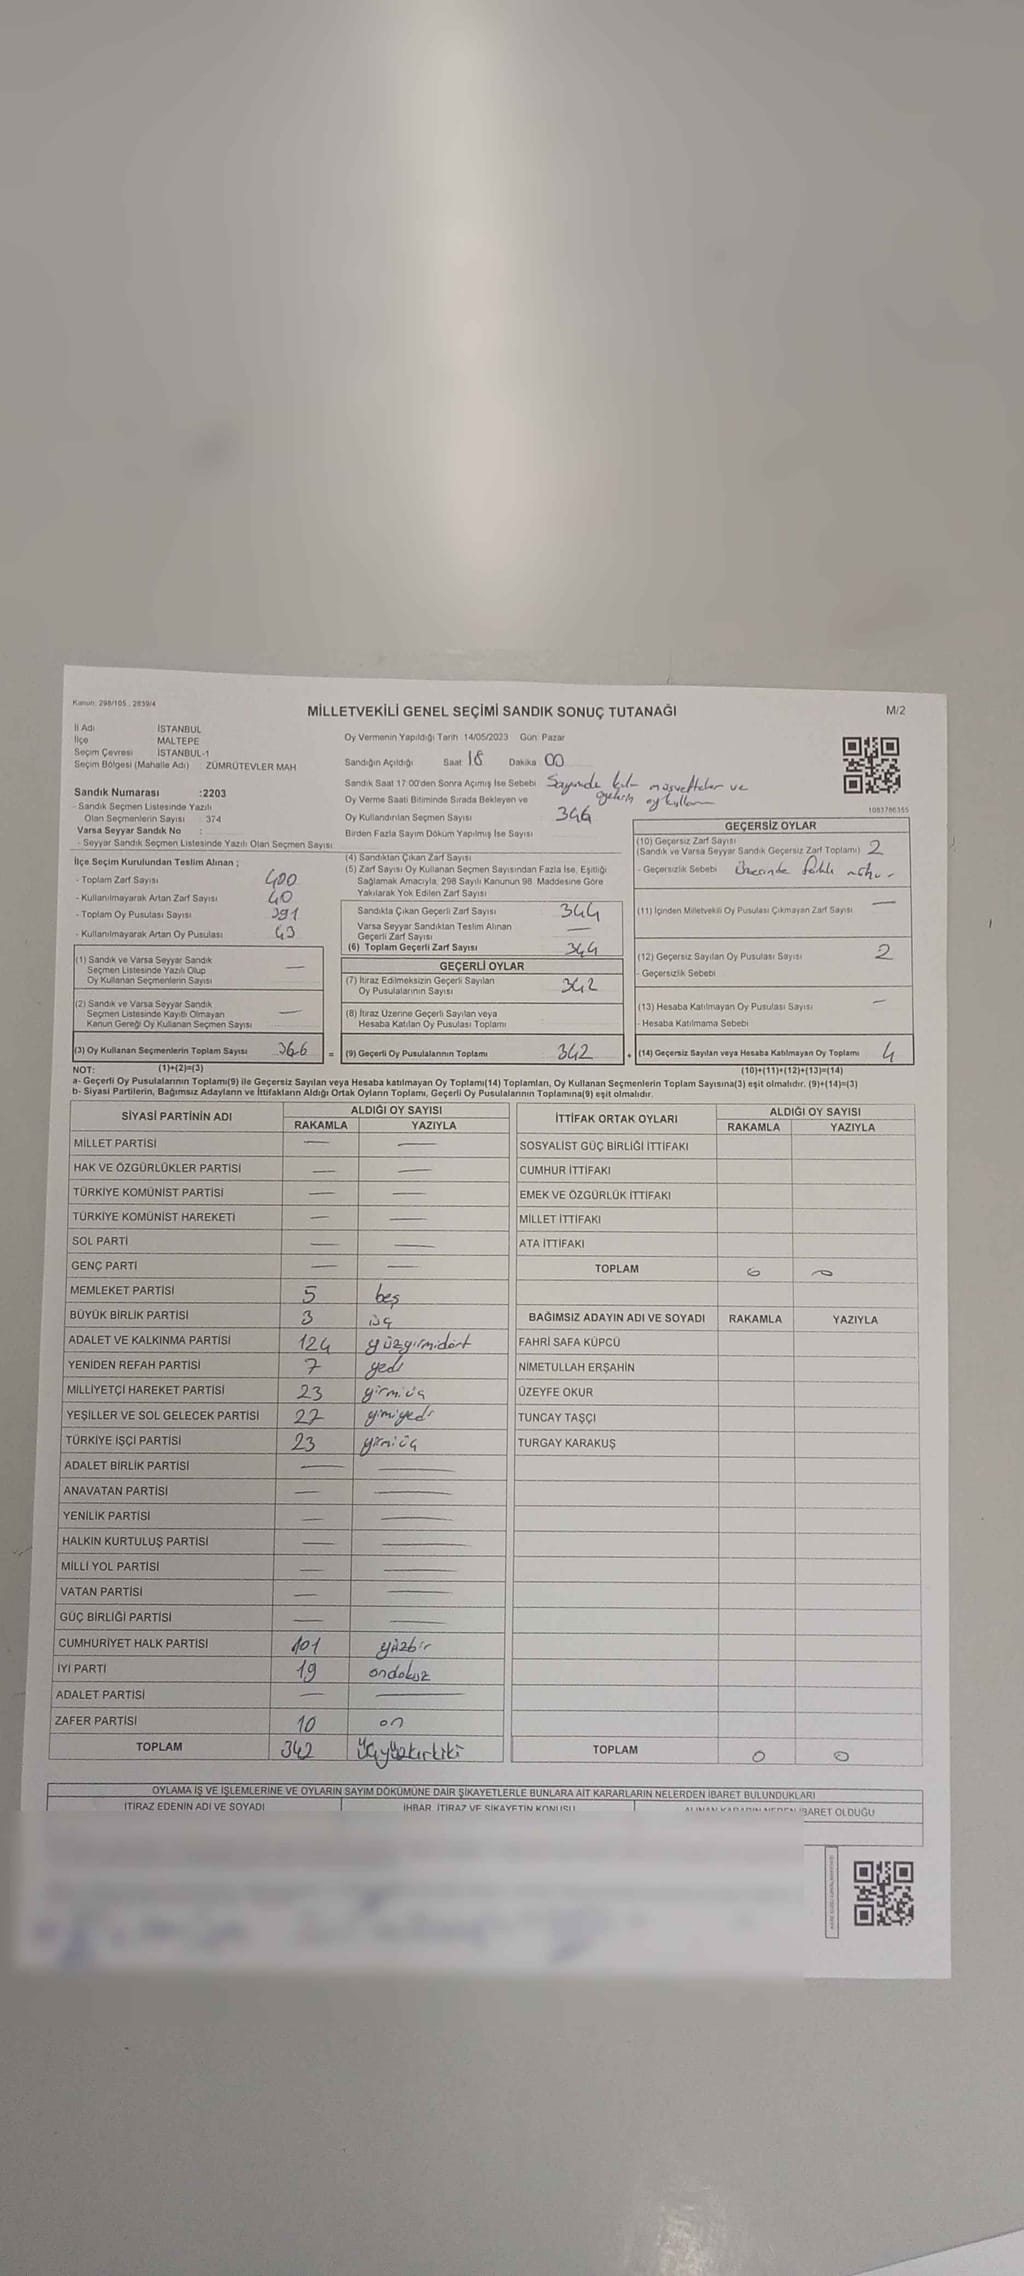 Kanun: 298/105, 2839/4
MİLLETVEKİLİ GENEL SEÇİMİ SANDIK SONUÇ TUTANAĞI
M/2
İl Adı İSTANBUL
İlçe MALTEPE
Seçim Çevresi İSTANBUL-1
Seçim Bölgesi (Mahalle Adı) : ZÜMRÜTEVLER MAH
Sandık Numarası :2203
- Sandık Seçmen Listesinde Yazılı
Olan Seçmenlerin Sayısı : 374
Varsa Seyyar Sandık No :
- Seyyar Sandık Seçmen Listesinde Yazılı Olan Seçmen Sayısı
Oy Vermenin Yapıldığı Tarih :14/05/2023 Gün: Pazar
Sandığın Açıldığı Saat 18 Dakika 00
Sandık Saat 17:00'den Sonra Açımış İse Sebebi
Oy Verme Saati Bitiminde Sırada Bekleyen ve
Oy Kullandırılan Seçmen Sayısı
Birden Fazla Sayım Döküm Yapılmış İse Sayısı
1083786355
İlçe Seçim Kurulundan Teslim Alınan ;
- Toplam Zarf Sayısı 400
- Kullanılmayarak Artan Zarf Sayısı 40
- Toplam Oy Pusulası Sayısı 391
- Kullanılmayarak Artan Oy Pusulası 43
(1) Sandık ve Varsa Seyyar Sandık
Seçmen Listesinde Yazılı Olup
Oy Kullanan Seçmenlerin Sayısı —
(2) Sandık ve Varsa Seyyar Sandık
Seçmen Listesinde Kayıtlı Olmayan
Kanun Gereği Oy Kullanan Seçmen Sayısı —
(3) Oy Kullanan Seçmenlerin Toplam Sayısı 346
(4) Sandıktan Çıkan Zarf Sayısı
(5) Zarf Sayısı Oy Kullanan Seçmen Sayısından Fazla İse, Eşitliği
Sağlamak Amacıyla, 298 Sayılı Kanunun 98. Maddesine Göre
Yakılarak Yok Edilen Zarf Sayısı
Sandıkta Çıkan Geçerli Zarf Sayısı 344
Varsa Seyyar Sandıktan Teslim Alınan
Geçerli Zarf Sayısı —
(6) Toplam Geçerli Zarf Sayısı 344
GEÇERLİ OYLAR
(7) İtiraz Edilmeksizin Geçerli Sayılan
Oy Pusulalarının Sayısı 342
(8) İtiraz Üzerine Geçerli Sayılan veya
Hesaba Katılan Oy Pusulası Toplamı
= (9) Geçerli Oy Pusulalarının Toplamı 342
GEÇERSİZ OYLAR
(10) Geçersiz Zarf Sayısı
(Sandık ve Varsa Seyyar Sandık Geçersiz Zarf Toplamı) 2
- Geçersizlik Sebebi Üzerinde farklı mühür
(11) İçinden Milletvekili Oy Pusulası Çıkmayan Zarf Sayısı —
(12) Geçersiz Sayılan Oy Pusulası Sayısı 2
- Geçersizlik Sebebi
(13) Hesaba Katılmayan Oy Pusulası Sayısı —
- Hesaba Katılmama Sebebi
+ (14) Geçersiz Sayılan veya Hesaba Katılmayan Oy Toplamı 4
NOT: (1)+(2)=(3) (10)+(11)+(12)+(13)=(14)
a- Geçerli Oy Pusulalarının Toplamı(9) ile Geçersiz Sayılan veya Hesaba katılmayan Oy Toplamı(14) Toplamları, Oy Kullanan Seçmenlerin Toplam Sayısına(3) eşit olmalıdır. (9)+(14)=(3)
b- Siyasi Partilerin, Bağımsız Adayların ve İttifakların Aldığı Ortak Oyların Toplamı, Geçerli Oy Pusulalarının Toplamına(9) eşit olmalıdır.
SİYASİ PARTİNİN ADI ALDIĞI OY SAYISI
RAKAMLA YAZIYLA
MİLLET PARTİSİ — —
HAK VE ÖZGÜRLÜKLER PARTİSİ — —
TÜRKİYE KOMÜNİST PARTİSİ — —
TÜRKİYE KOMÜNİST HAREKETİ — —
SOL PARTİ — —
GENÇ PARTİ — —
MEMLEKET PARTİSİ 5 beş
BÜYÜK BİRLİK PARTİSİ 3 üç
ADALET VE KALKINMA PARTİSİ 124 yüzyirmidört
YENİDEN REFAH PARTİSİ 7 yedi
MİLLİYETÇİ HAREKET PARTİSİ 23 yirmiüç
YEŞİLLER VE SOL GELECEK PARTİSİ 27 yimiyedi
TÜRKİYE İŞÇİ PARTİSİ 23 yirmiüç
ADALET BİRLİK PARTİSİ — —
ANAVATAN PARTİSİ — —
YENİLİK PARTİSİ — —
HALKIN KURTULUŞ PARTİSİ — —
MİLLİ YOL PARTİSİ — —
VATAN PARTİSİ — —
GÜÇ BİRLİĞİ PARTİSİ — —
CUMHURİYET HALK PARTİSİ 101 yüzbir
İYİ PARTİ 19 ondokuz
ADALET PARTİSİ — —
ZAFER PARTİSİ 10 on
TOPLAM 342 üçyüzkırkiki
İTTİFAK ORTAK OYLARI ALDIĞI OY SAYISI
RAKAMLA YAZIYLA
SOSYALİST GÜÇ BİRLİĞİ İTTİFAKI
CUMHUR İTTİFAKI
EMEK VE ÖZGÜRLÜK İTTİFAKI
MİLLET İTTİFAKI
ATA İTTİFAKI
TOPLAM 0 0
BAĞIMSIZ ADAYIN ADI VE SOYADI RAKAMLA YAZIYLA
FAHRİ SAFA KÜPCÜ
NİMETULLAH ERŞAHİN
ÜZEYFE OKUR
TUNCAY TAŞÇI
TURGAY KARAKUŞ
TOPLAM 0 0
OYLAMA İŞ VE İŞLEMLERİNE VE OYLARIN SAYIM DÖKÜMÜNE DAİR ŞİKAYETLERLE BUNLARA AİT KARARLARIN NELERDEN İBARET BULUNDUKLARI
İTİRAZ EDENİN ADI VE SOYADI İHBAR, İTİRAZ VE ŞİKAYETİN KONUSU ALINAN KARARIN NEDEN İBARET OLDUĞU